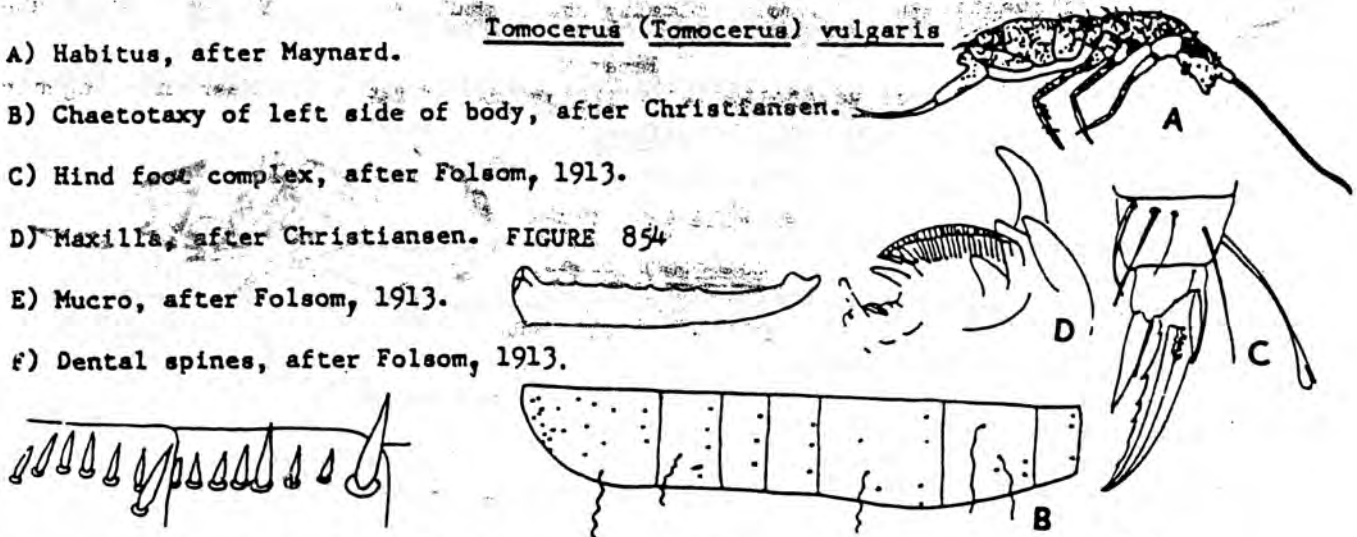 Tomocerus (Tomocerus) vulgaris
A) Habitus, after Maynard.
B) Chaetotaxy of left side of body, after Christiansen.
C) Hind foot complex, after Folsom, 1913.
D) Maxilla, after Christiansen. FIGURE 854
E) Mucro, after Folsom, 1913.
F) Dental spines, after Folsom, 1913.
A
D
C
B